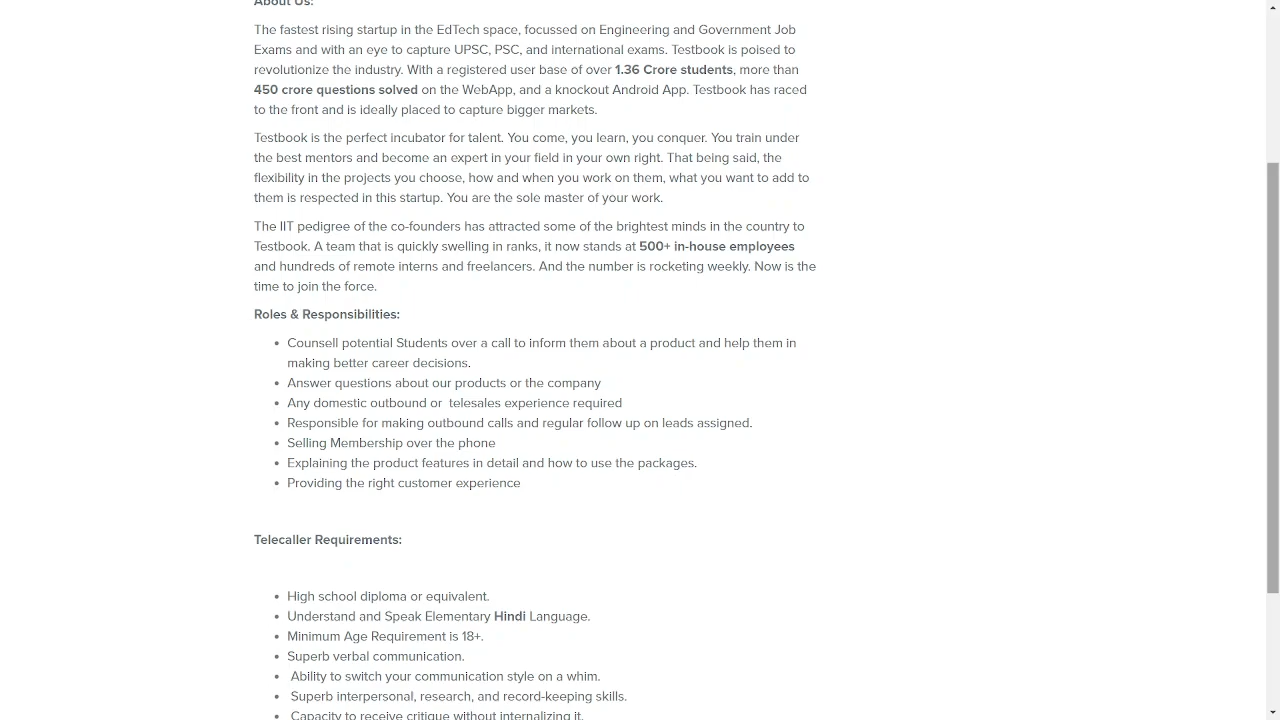 About Us:
The fastest rising startup in the EdTech space, focussed on Engineering and Government Job
Exams and with an eye to capture UPSC, PSC, and international exams. Testbook is poised to
revolutionize the industry. With a registered user base of over 1.36 Crore students, more than
450 crore questions solved on the WebApp, and a knockout Android App. Testbook has raced
to the front and is ideally placed to capture bigger markets.
Testbook is the perfect incubator for talent. You come, you learn, you conquer. You train under
the best mentors and become an expert in your field in your own right. That being said, the
flexibility in the projects you choose, how and when you work on them, what you want to add to
them is respected in this startup. You are the sole master of your work.
The IIT pedigree of the co-founders has attracted some of the brightest minds in the country to
Testbook. A team that is quickly swelling in ranks, it now stands at 500+ in-house employees
and hundreds of remote interns and freelancers. And the number is rocketing weekly. Now is the
time to join the force.
Roles & Responsibilities:
• Counsell potential Students over a call to inform them about a product and help them in
making better career decisions.
• Answer questions about our products or the company
• Any domestic outbound or  telesales experience required
• Responsible for making outbound calls and regular follow up on leads assigned.
• Selling Membership over the phone
• Explaining the product features in detail and how to use the packages.
• Providing the right customer experience
Telecaller Requirements:
• High school diploma or equivalent.
• Understand and Speak Elementary Hindi Language.
• Minimum Age Requirement is 18+.
• Superb verbal communication.
• Ability to switch your communication style on a whim.
• Superb interpersonal, research, and record-keeping skills.
• Capacity to receive critique without internalizing it.